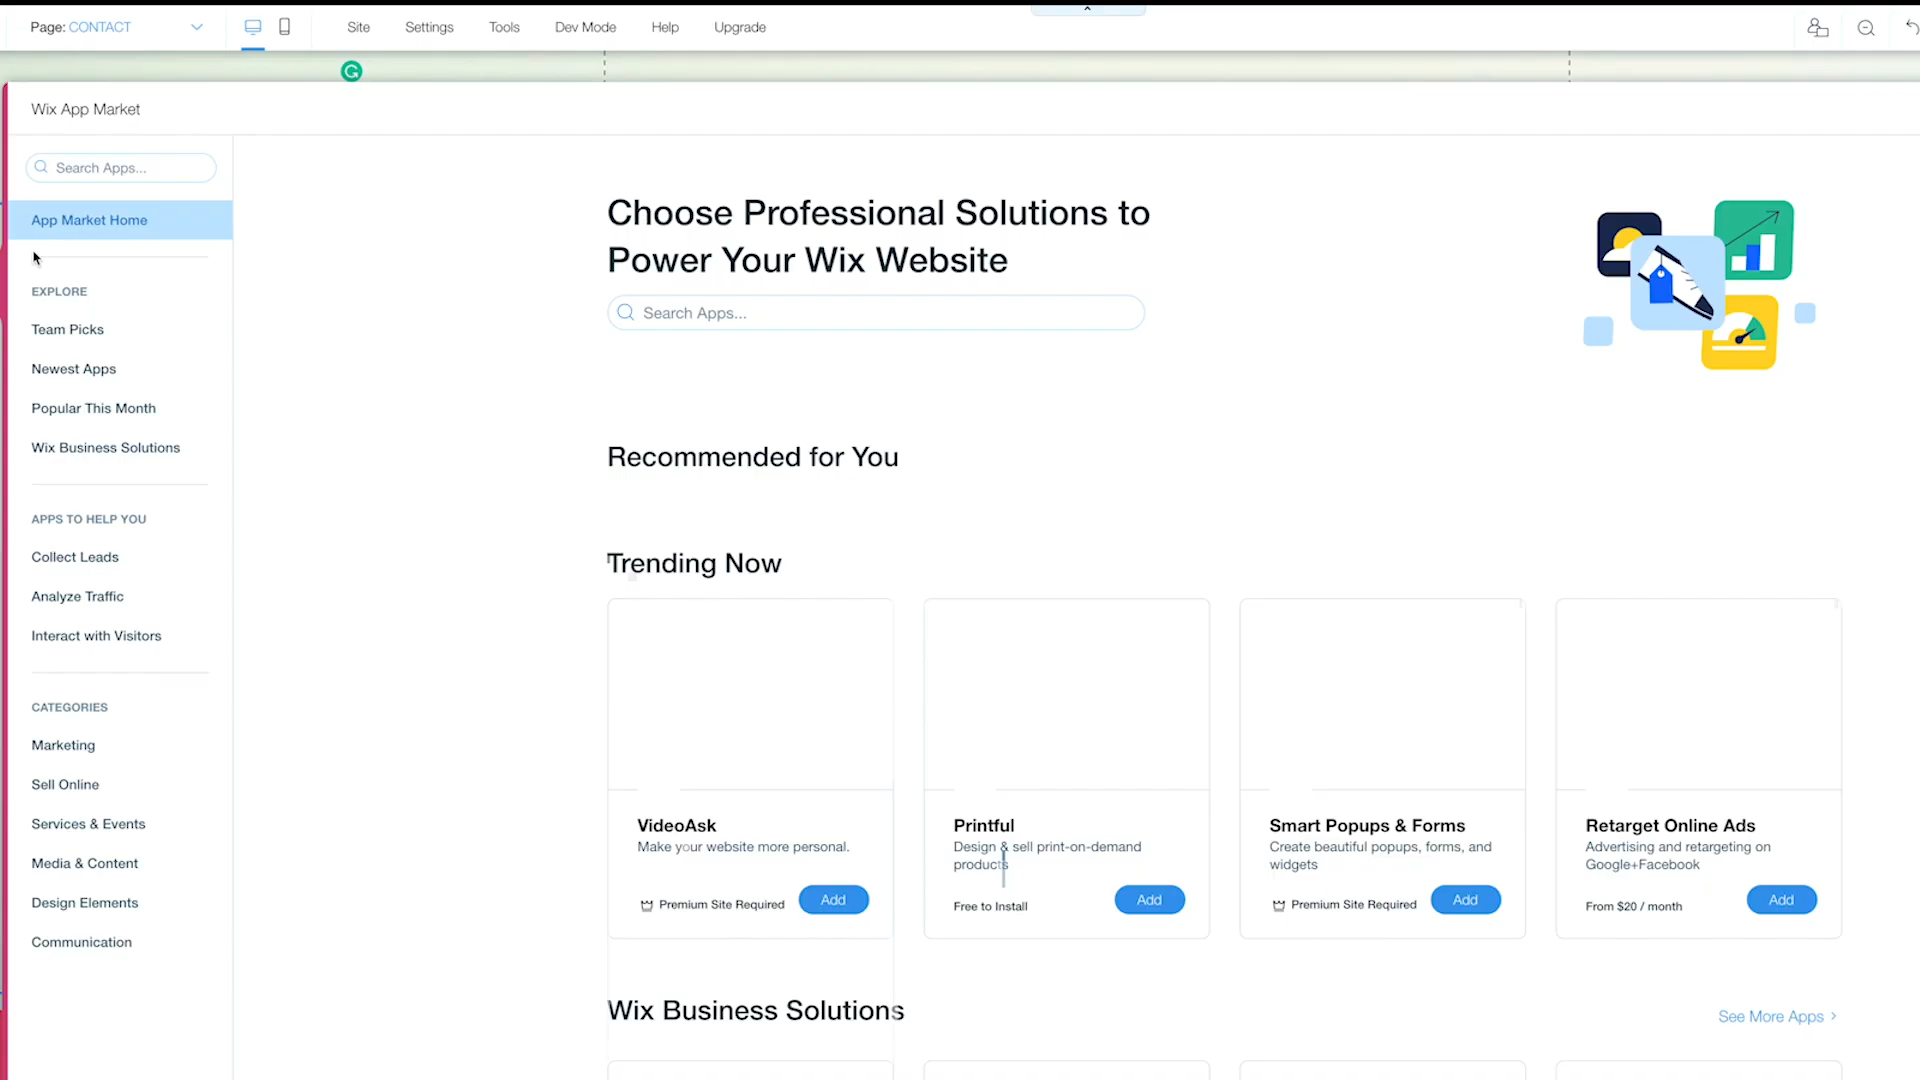 Page: CONTACT
Site
Settings
Tools
Dev Mode
Help
Upgrade
Wix App Market
Search Apps...
App Market Home
EXPLORE
Team Picks
Newest Apps
Popular This Month
Wix Business Solutions
APPS TO HELP YOU
Collect Leads
Analyze Traffic
Interact with Visitors
CATEGORIES
Marketing
Sell Online
Services & Events
Media & Content
Design Elements
Communication
Choose Professional Solutions to
Power Your Wix Website
Search Apps...
Recommended for You
Trending Now
VideoAsk
Make your website more personal.
Premium Site Required
Add
Printful
Design & sell print-on-demand
products
Free to Install
Add
Smart Popups & Forms
Create beautiful popups, forms, and
widgets
Premium Site Required
Add
Retarget Online Ads
Advertising and retargeting on
Google+Facebook
From $20 / month
Add
Wix Business Solutions
See More Apps